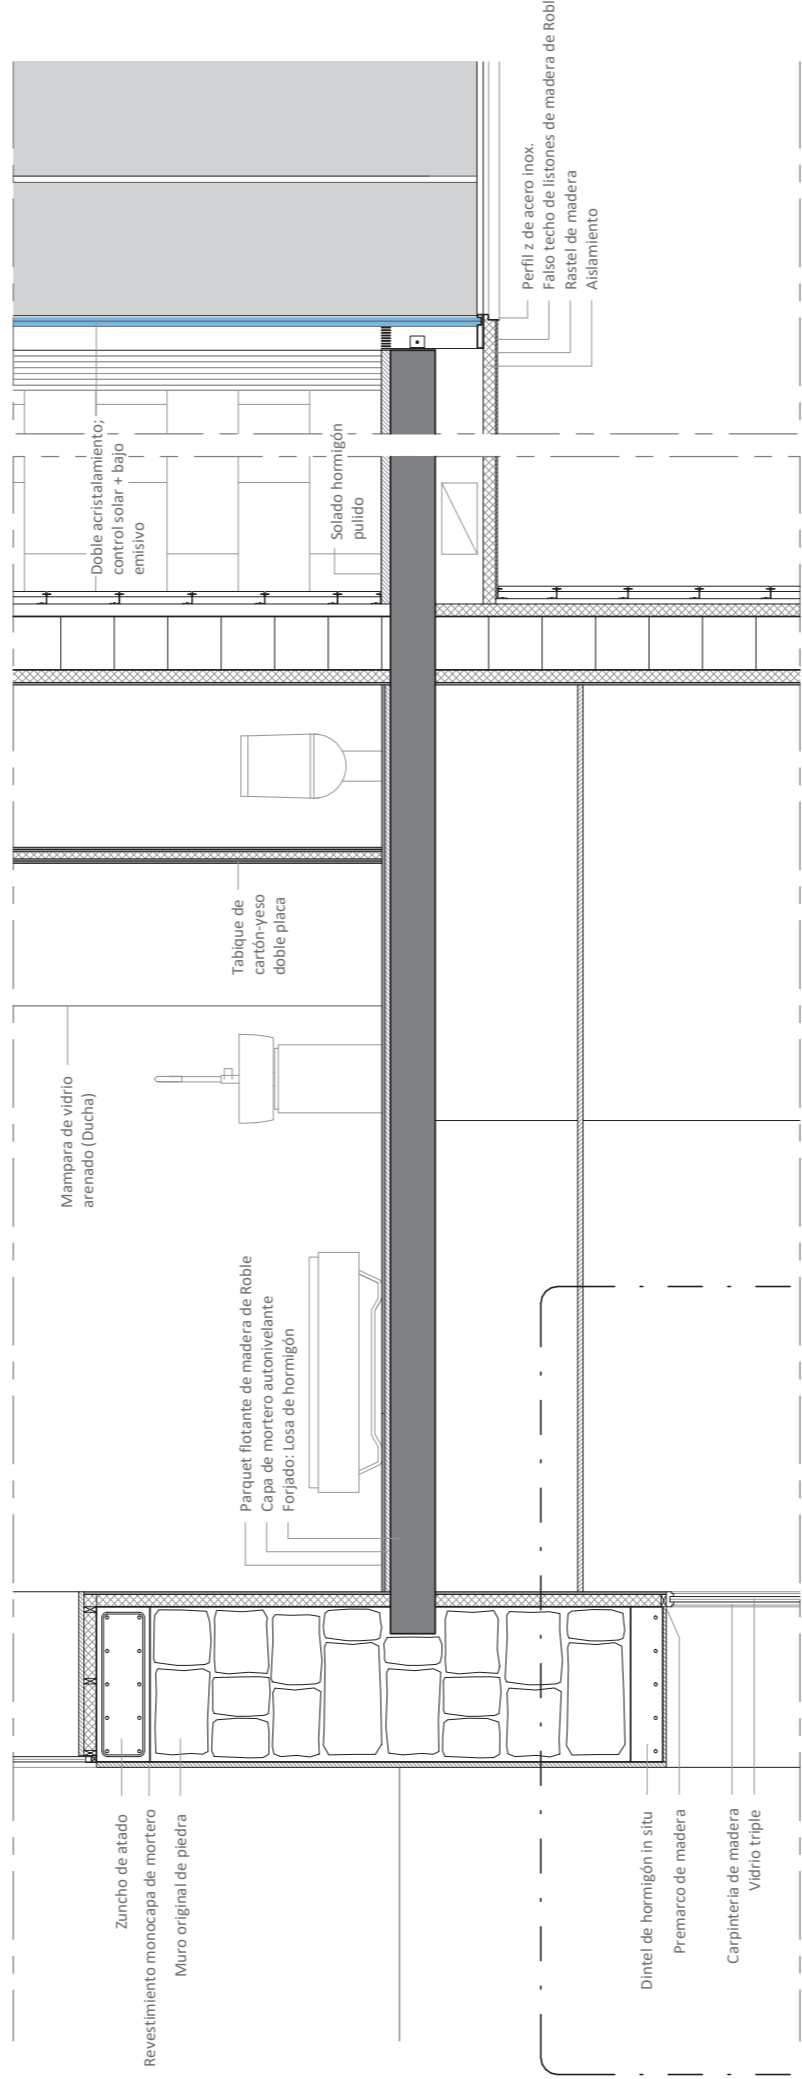 Zuncho de atado
Revestimiento monocapa de mortero
Muro original de piedra
Dintel de hormigón in situ
Premarco de madera
Carpinteria de madera
Vidrio triple
Parquet flotante de madera de Roble
Capa de mortero autonivelante
Forjado: Losa de hormigón
Mampara de vidrio
arenado (Ducha)
Tabique de
cartón-yeso
doble placa
Doble acristalamiento;
control solar + bajo
emisivo
Solado hormigón
pulido
Perfil z de acero inox.
Falso techo de listones de madera de Robl
Rastel de madera
Aislamiento